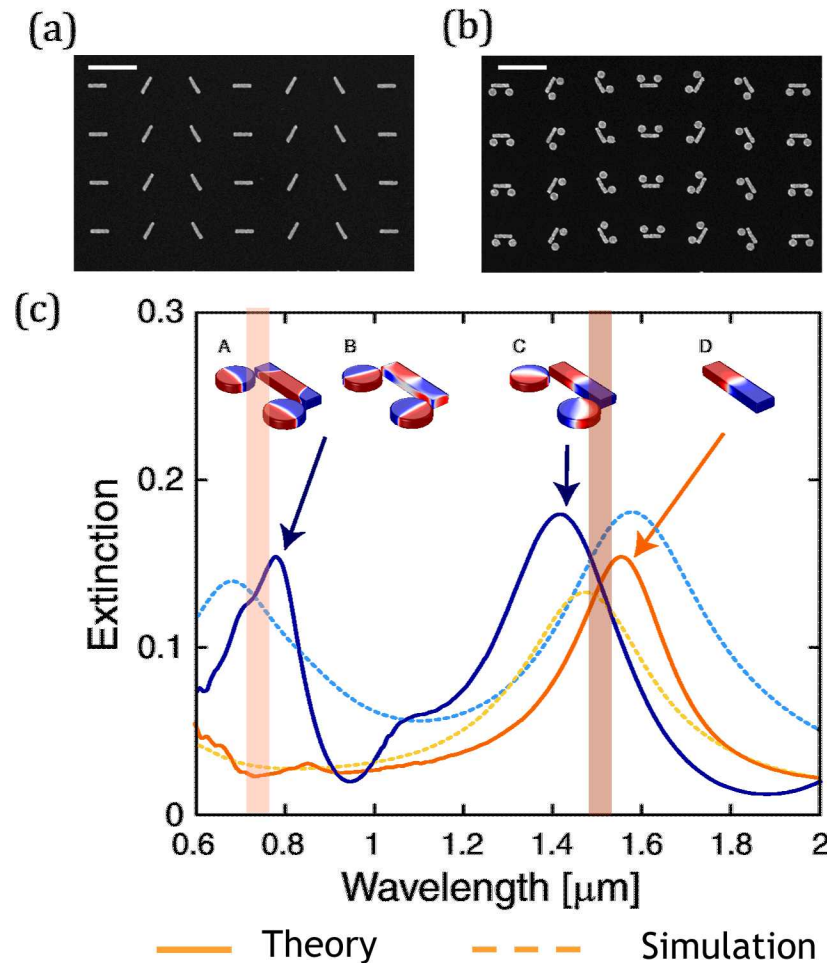 (a)
(b)
(c)
0.3
A
B
C
D
0.2
Extinction
0.1
0
0.6
0.8
1
1.2
1.4
1.6
1.8
2
Wavelength [μm]
Theory
Simulation